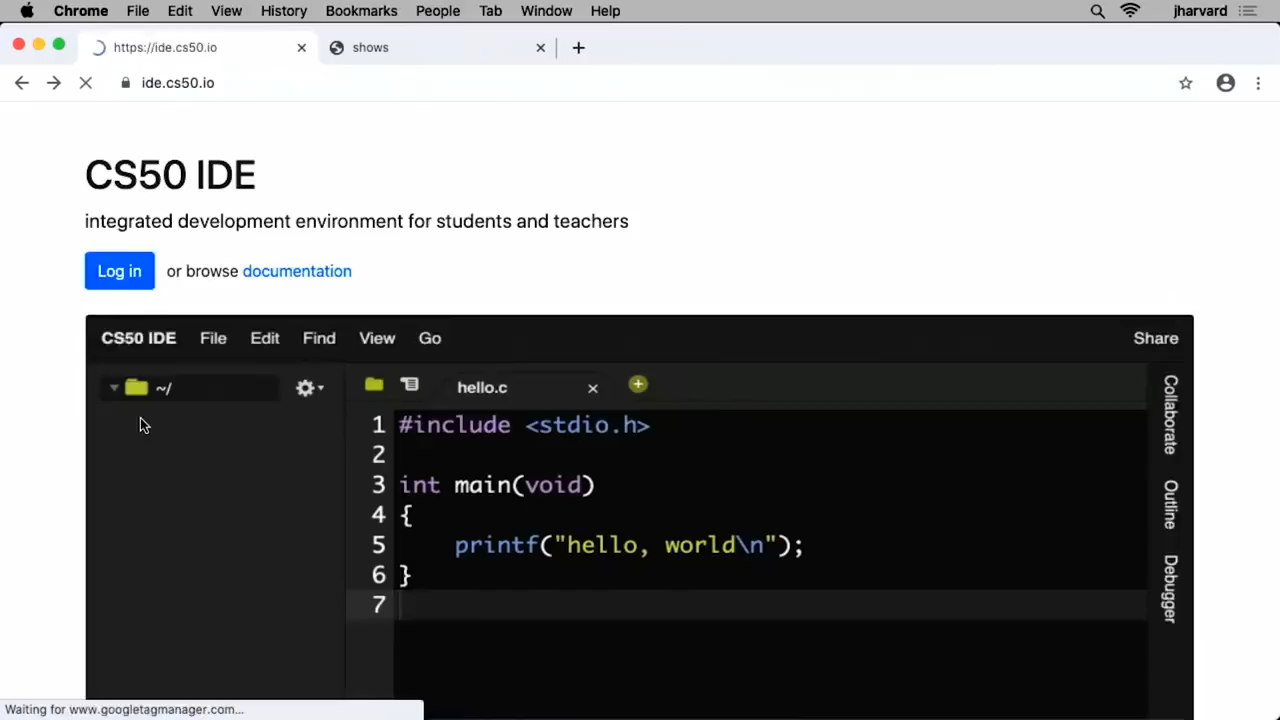 Chrome File Edit View History Bookmarks People Tab Window Help jharvard
https://ide.cs50.io shows
ide.cs50.io
CS50 IDE
integrated development environment for students and teachers
Log in or browse documentation
CS50 IDE File Edit Find View Go Share
~/ hello.c
1 #include <stdio.h>
2
3 int main(void)
4 {
5 printf("hello, world\n");
6 }
7
Collaborate
Outline
Debugger
Waiting for www.googletagmanager.com...